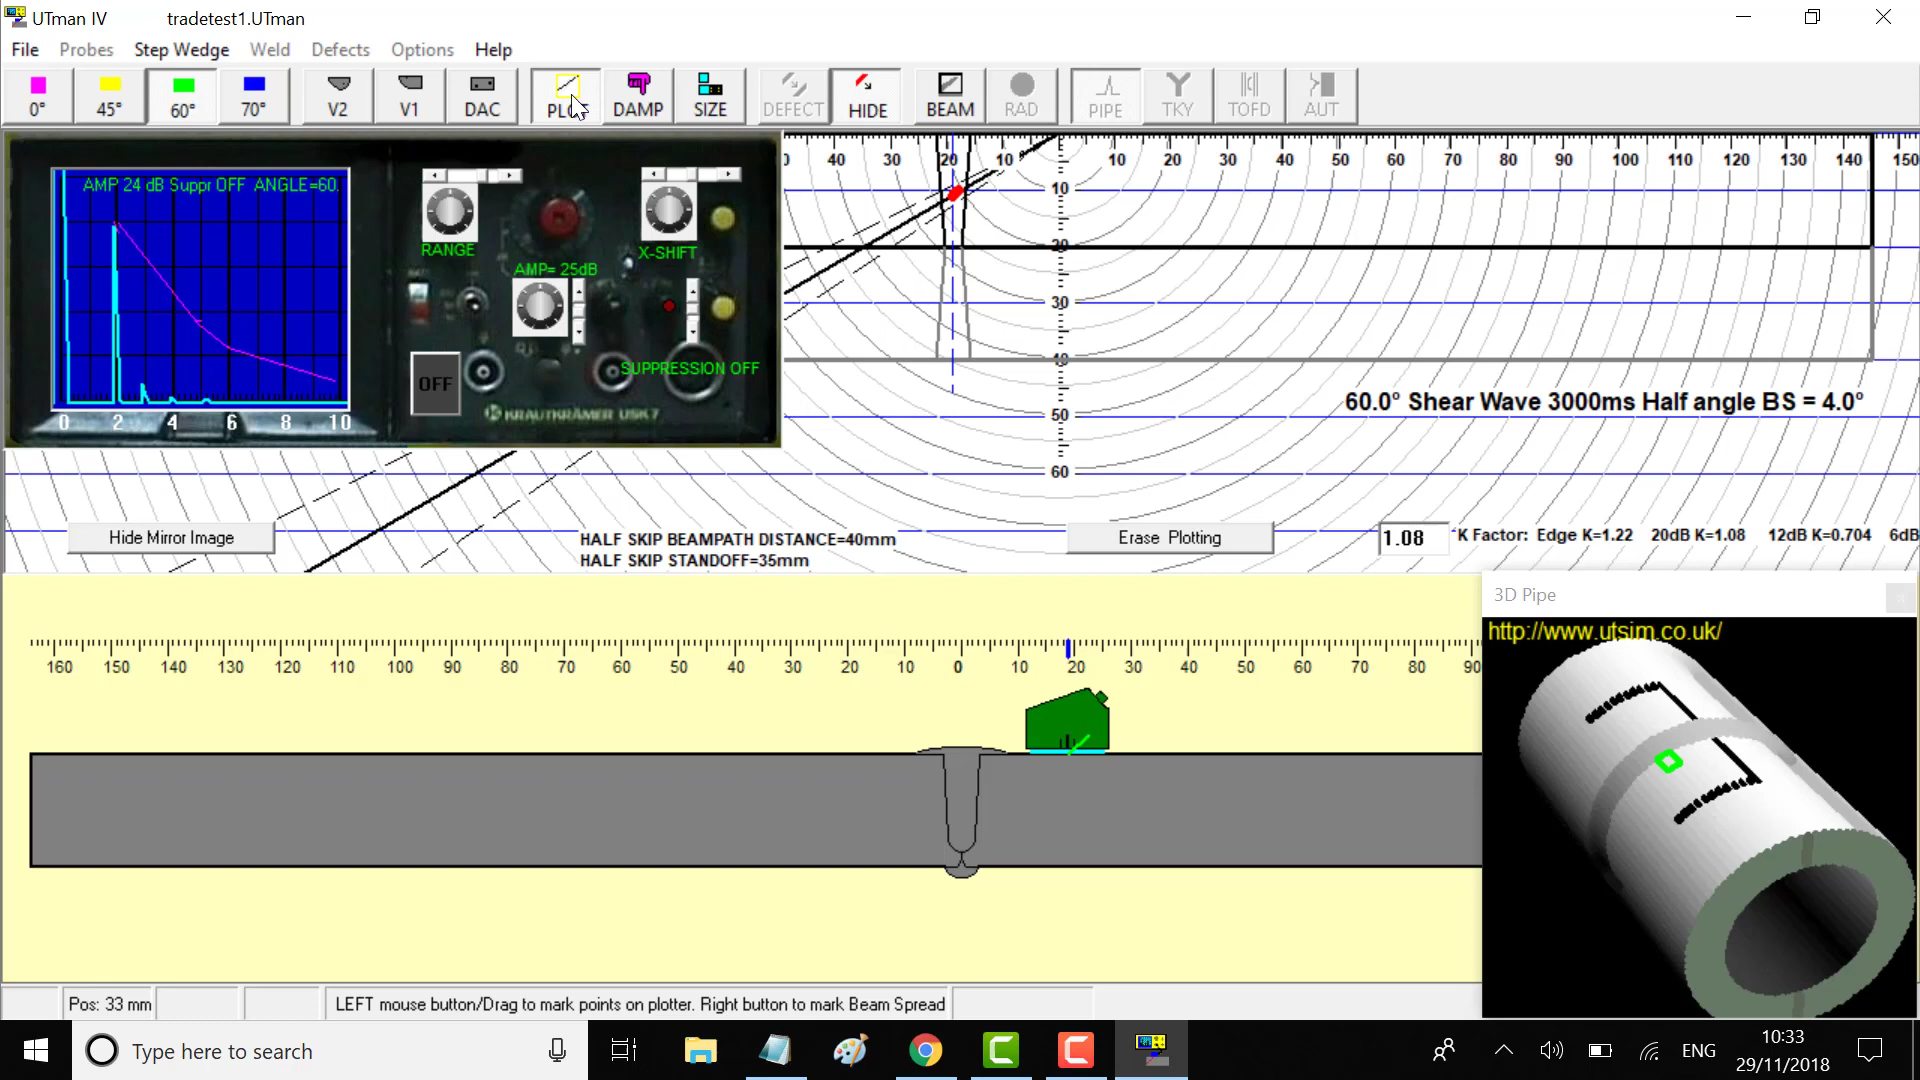 UTman IV tradetest1.UTman
File Probes Step Wedge Weld Defects Options Help
0° 45° 60° 70° V2 V1 DAC DAMP SIZE DEFECT HIDE BEAM RAD PIPE TKY TOFD AUT
AMP 24 dB Suppr OFF ANGLE=60.
0 2 4 6 8 10
RANGE
X-SHIFT
AMP= 25dB
SUPPRESSION OFF
OFF
KRAUTKRÄMER USK7
40 30 20 10 10 20 30 40 50 60 70 80 90 100 110 120 130 140 150
10
20
30
40
50
60
60.0° Shear Wave 3000ms Half angle BS = 4.0°
Hide Mirror Image
HALF SKIP BEAMPATH DISTANCE=40mm
HALF SKIP STANDOFF=35mm
Erase Plotting
1.08 K Factor: Edge K=1.22 20dB K=1.08 12dB K=0.704 6dB
160 150 140 130 120 110 100 90 80 70 60 50 40 30 20 10 0 10 20 30 40 50 60 70 80 90
3D Pipe
http://www.utsim.co.uk/
Pos: 33 mm LEFT mouse button/Drag to mark points on plotter. Right button to mark Beam Spread
Type here to search
ENG
10:33
29/11/2018